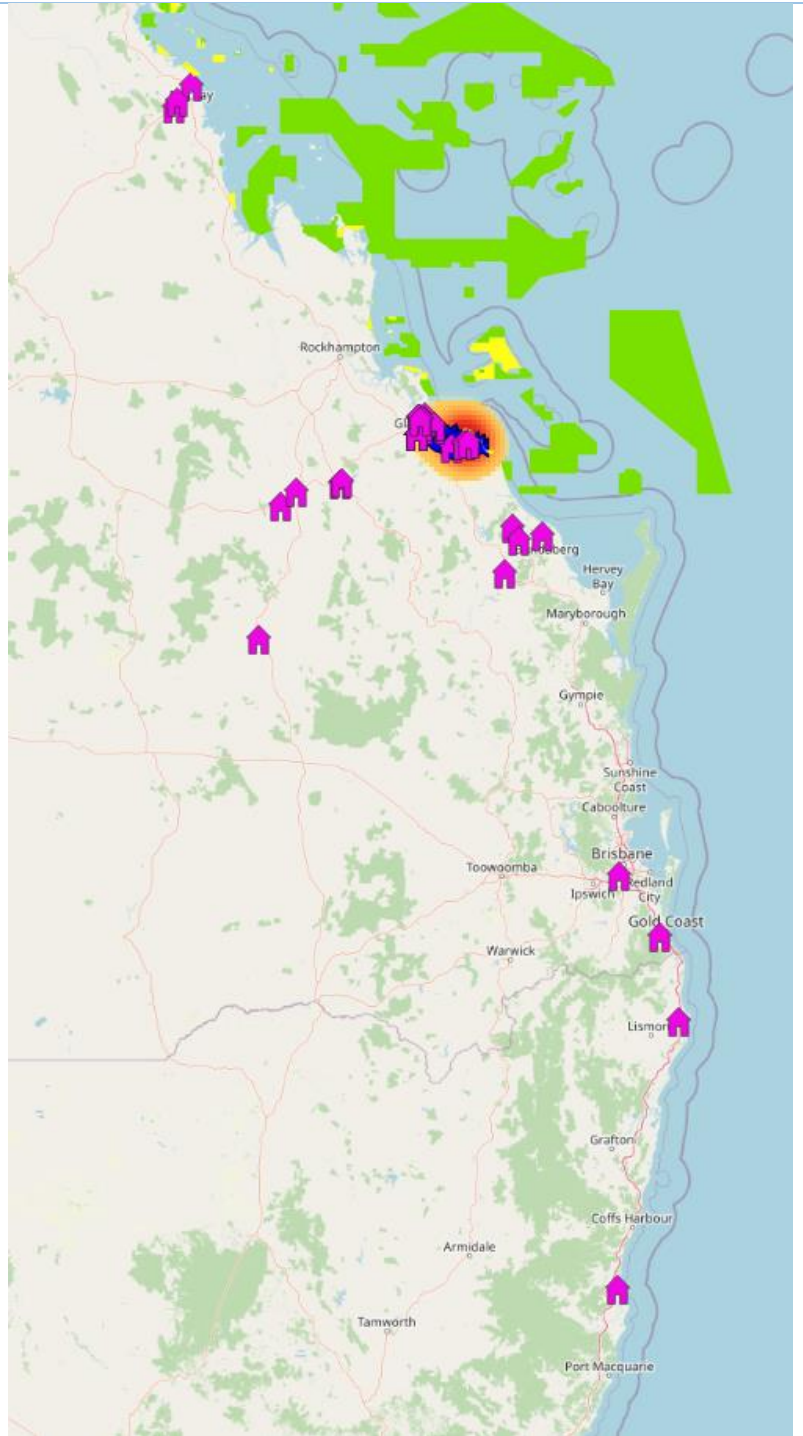 Rockhampton
Hervey
Bay
Maryborough
Gympie
Sunshine
Coast
Caboolture
Brisbane
Toowoomba
Redland
City
Ipswich
Gold Coast
Warwick
Grafton
Coffs Harbour
Armidale
Tamworth
Port Macquarie